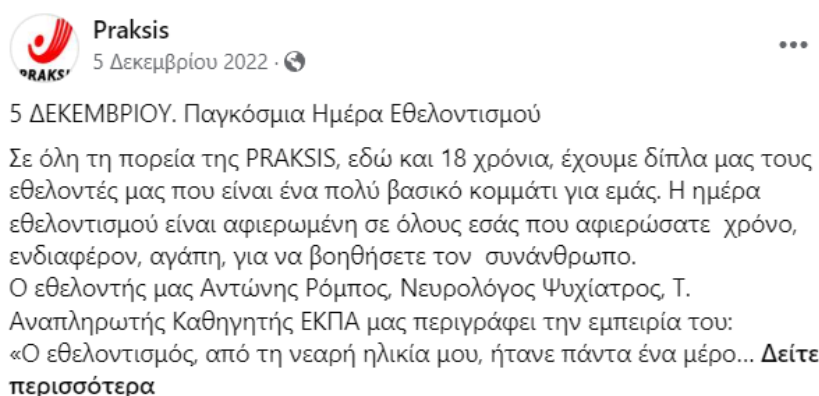 Praksis
5 Δεκεμβρίου 2022 ·
PRAKSIS
5 ΔΕΚΕΜΒΡΙΟΥ. Παγκόσμια Ημέρα Εθελοντισμού
Σε όλη τη πορεία της PRAKSIS, εδώ και 18 χρόνια, έχουμε δίπλα μας τους
εθελοντές μας που είναι ένα πολύ βασικό κομμάτι για εμάς. Η ημέρα
εθελοντισμού είναι αφιερωμένη σε όλους εσάς που αφιερώσατε χρόνο,
ενδιαφέρον, αγάπη, για να βοηθήσετε τον συνάνθρωπο.
Ο εθελοντής μας Αντώνης Ρόμπος, Νευρολόγος Ψυχίατρος, Τ.
Αναπληρωτής Καθηγητής ΕΚΠΑ μας περιγράφει την εμπειρία του:
«Ο εθελοντισμός, από τη νεαρή ηλικία μου, ήτανε πάντα ένα μέρο... Δείτε
περισσότερα